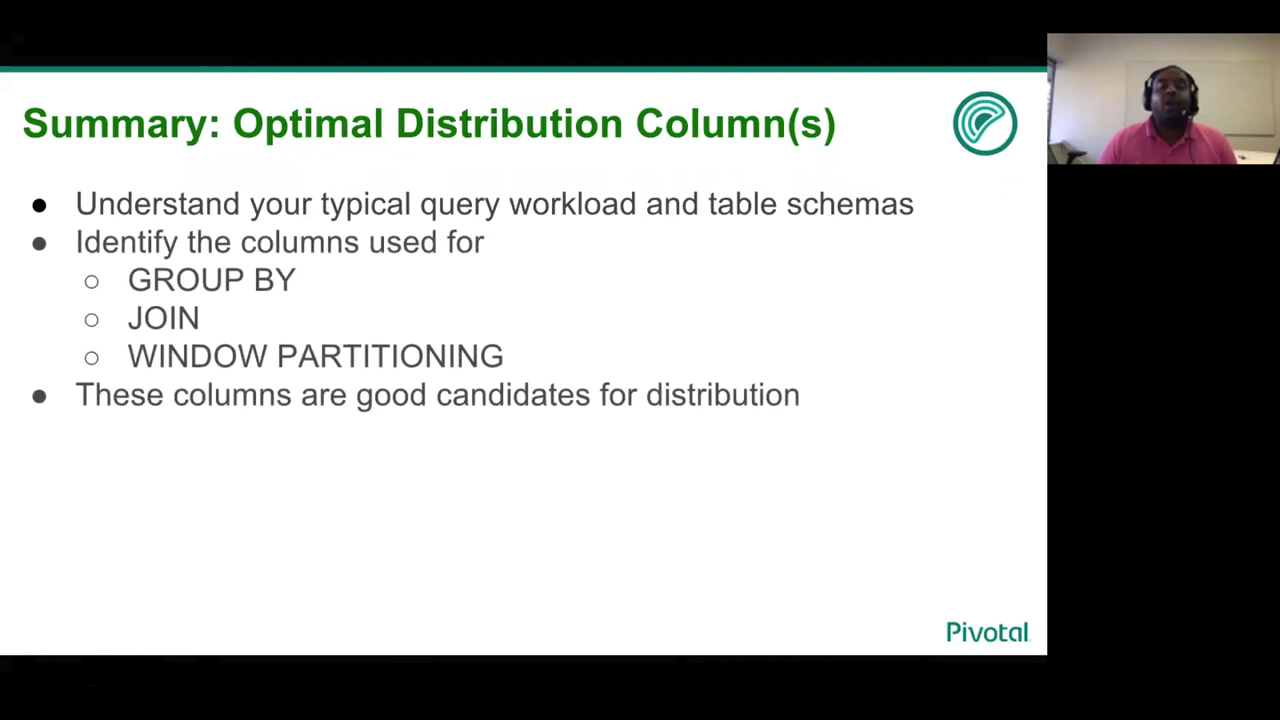 Summary: Optimal Distribution Column(s)
● Understand your typical query workload and table schemas
● Identify the columns used for
○ GROUP BY
○ JOIN
○ WINDOW PARTITIONING
● These columns are good candidates for distribution
Pivotal